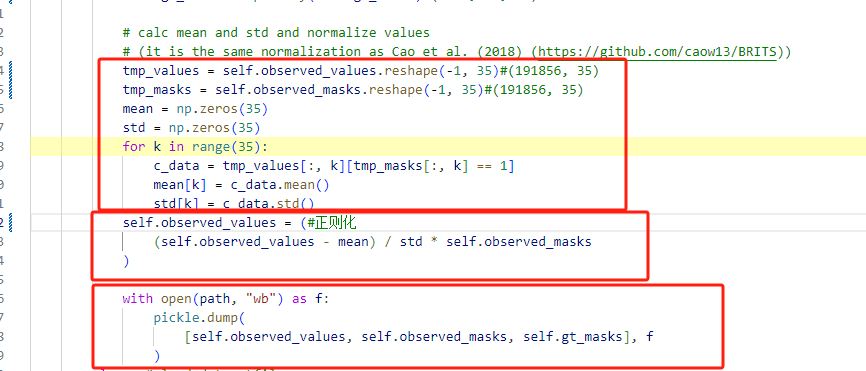 # calc mean and std and normalize values
# (it is the same normalization as Cao et al. (2018) (https://github.com/caow13/BRITS))
tmp_values = self.observed_values.reshape(-1, 35)#(191856, 35)
tmp_masks = self.observed_masks.reshape(-1, 35)#(191856, 35)
mean = np.zeros(35)
std = np.zeros(35)
for k in range(35):
c_data = tmp_values[:, k][tmp_masks[:, k] == 1]
mean[k] = c_data.mean()
std[k] = c_data.std()
self.observed_values = (#正则化
(self.observed_values - mean) / std * self.observed_masks
)
with open(path, "wb") as f:
pickle.dump(
[self.observed_values, self.observed_masks, self.gt_masks], f
)